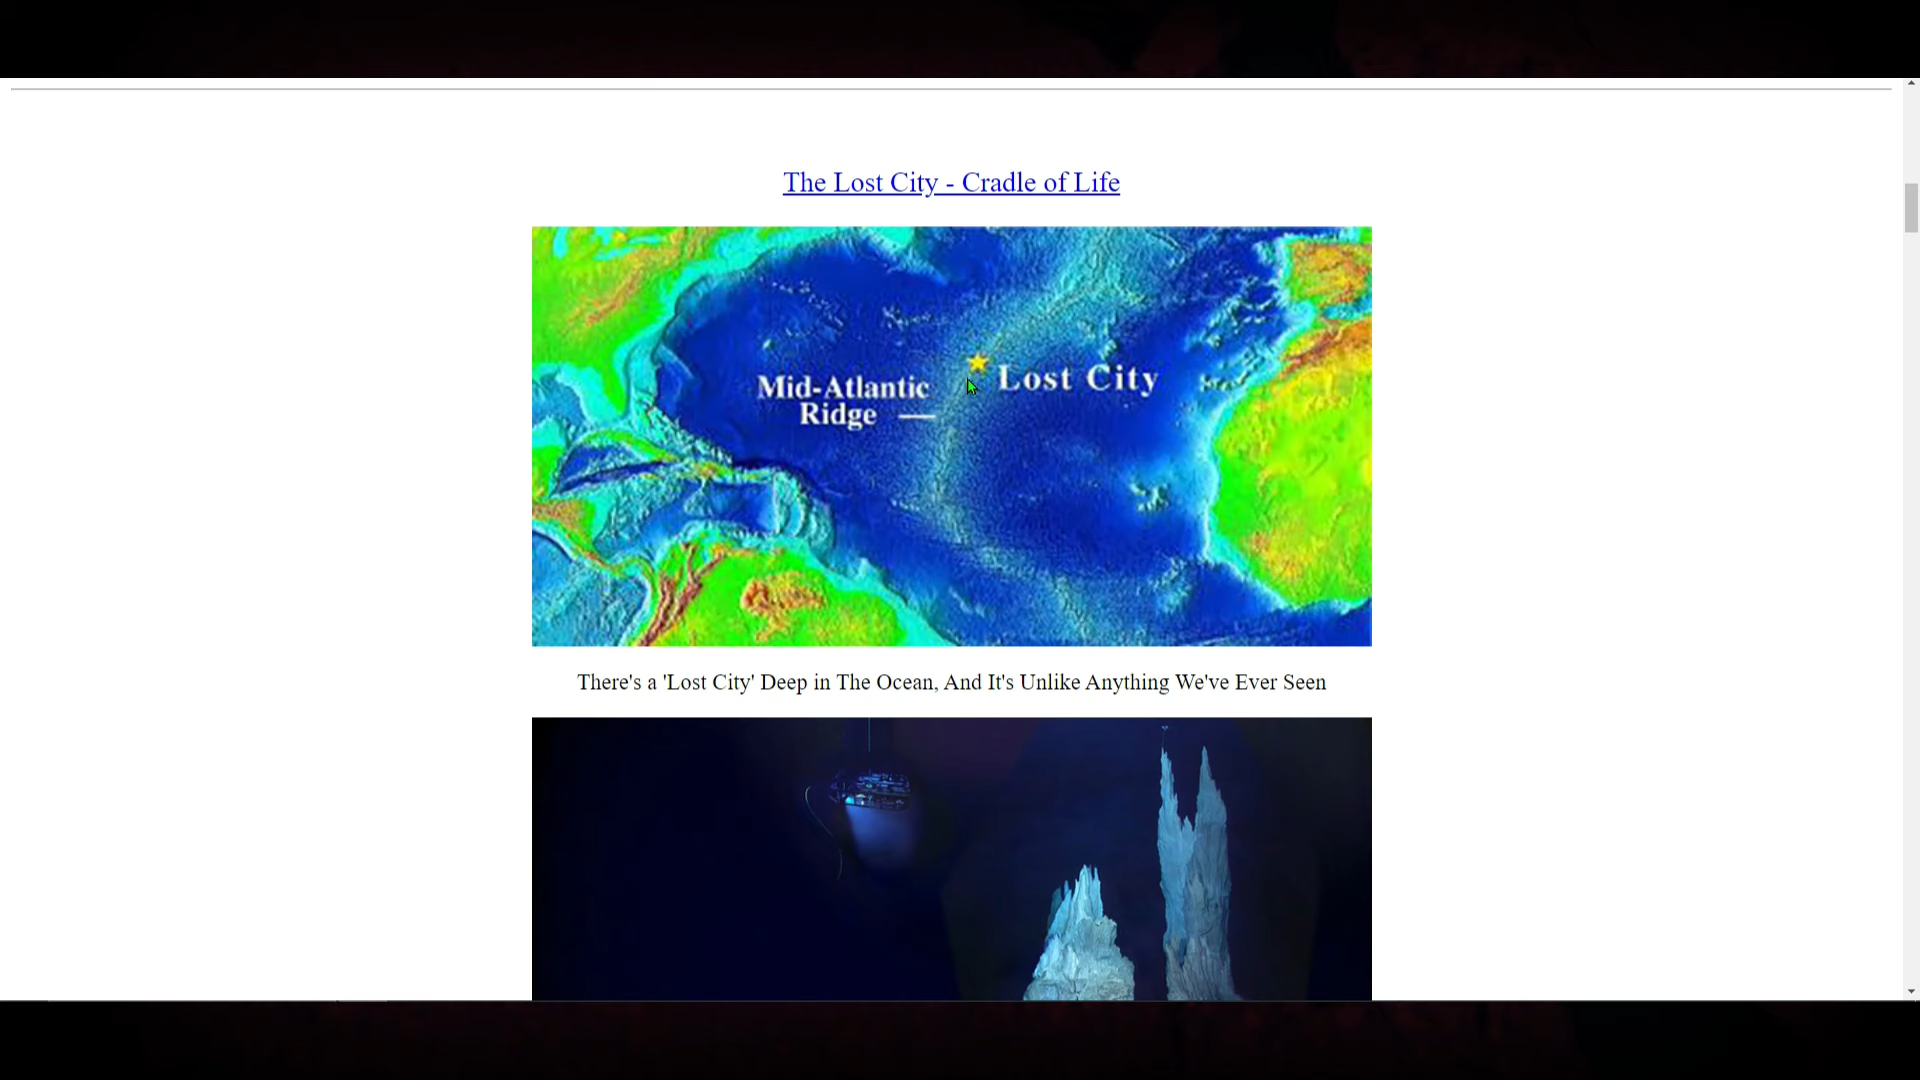 The Lost City - Cradle of Life
Mid-Atlantic
Ridge
Lost City
There's a 'Lost City' Deep in The Ocean, And It's Unlike Anything We've Ever Seen